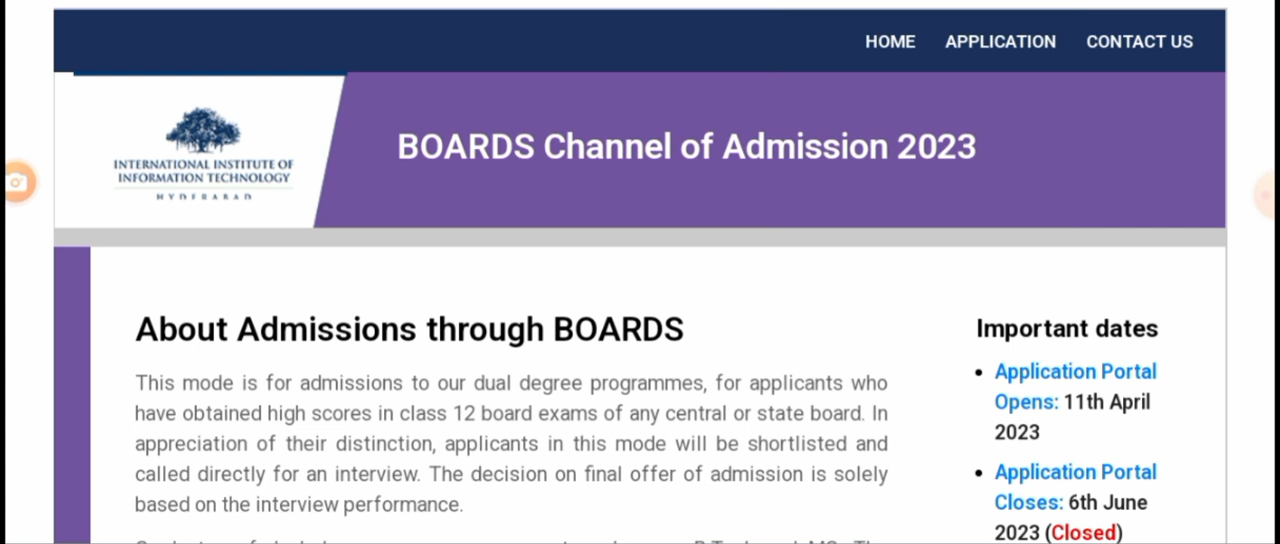 HOME APPLICATION CONTACT US
INTERNATIONAL INSTITUTE OF
INFORMATION TECHNOLOGY
HYDERABAD
BOARDS Channel of Admission 2023
About Admissions through BOARDS
This mode is for admissions to our dual degree programmes, for applicants who
have obtained high scores in class 12 board exams of any central or state board. In
appreciation of their distinction, applicants in this mode will be shortlisted and
called directly for an interview. The decision on final offer of admission is solely
based on the interview performance.
Important dates
Application Portal
Opens: 11th April
2023
Application Portal
Closes: 6th June
2023 (Closed)